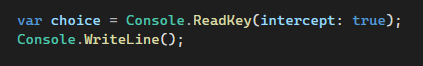 var choice = Console.ReadKey(intercept: true);
Console.WriteLine();